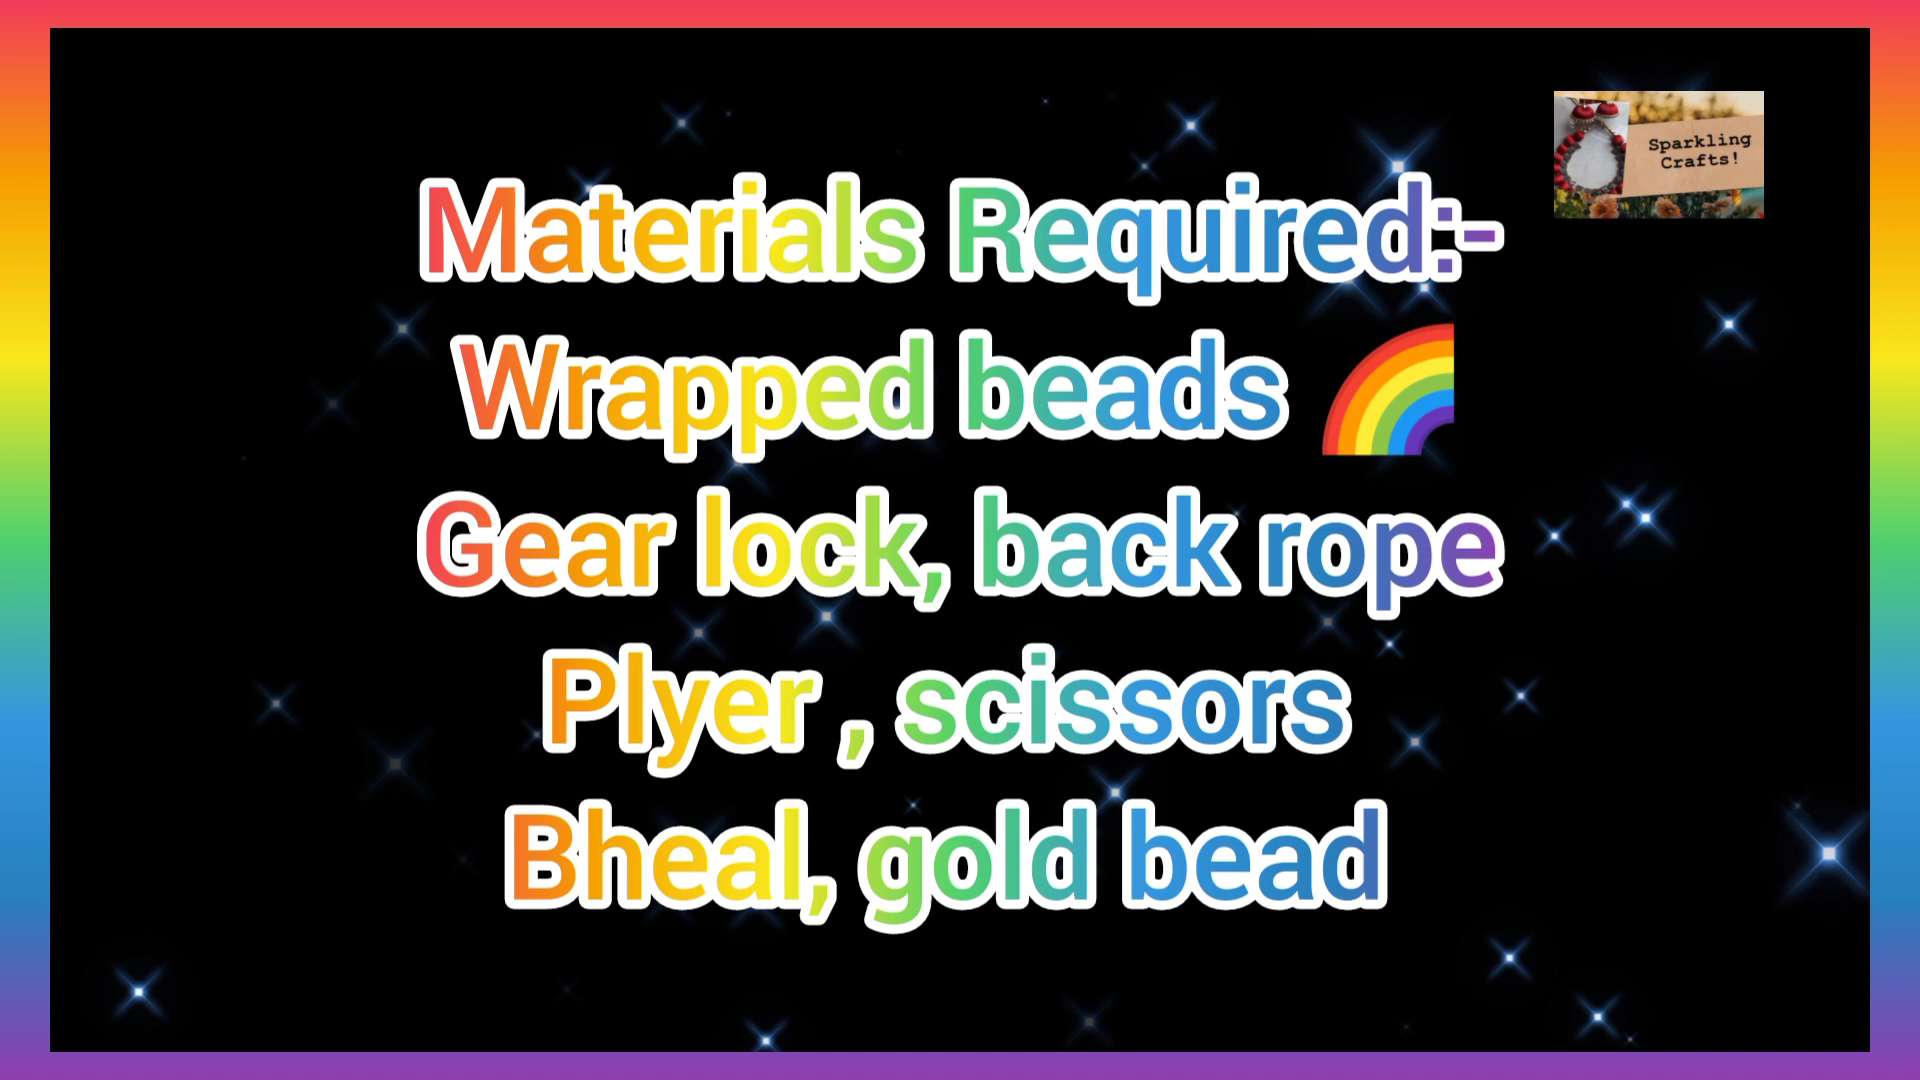 Materials Required:-
Wrapped beads 🌈
Gear lock, back rope
Plyer , scissors
Bheal, gold bead
Sparkling
Crafts!